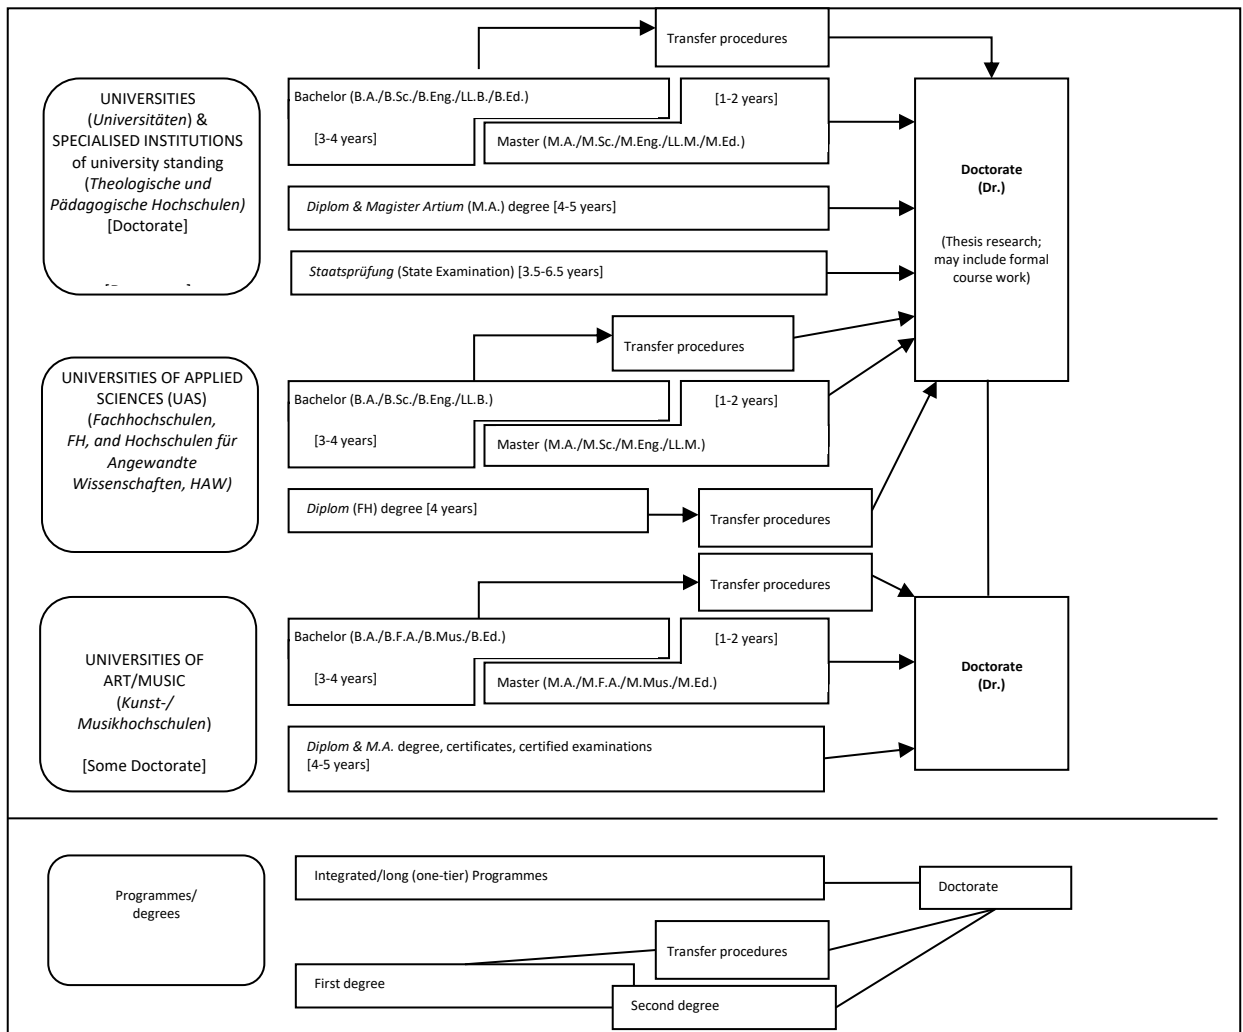 Transfer procedures
UNIVERSITIES
(Universitäten) &
SPECIALISED INSTITUTIONS
of university standing
(Theologische und
Pädagogische Hochschulen)
[Doctorate]
Bachelor (B.A./B.Sc./B.Eng./LL.B./B.Ed.)
[1-2 years]
[3-4 years]
Master (M.A./M.Sc./M.Eng./LL.M./M.Ed.)
Diplom & Magister Artium (M.A.) degree [4-5 years]
Staatsprüfung (State Examination) [3.5-6.5 years]
Doctorate
(Dr.)
(Thesis research;
may include formal
course work)
Transfer procedures
UNIVERSITIES OF APPLIED
SCIENCES (UAS)
(Fachhochschulen,
FH, and Hochschulen für
Angewandte
Wissenschaften, HAW)
Bachelor (B.A./B.Sc./B.Eng./LL.B.)
[1-2 years]
[3-4 years]
Master (M.A./M.Sc./M.Eng./LL.M.)
Diplom (FH) degree [4 years]
Transfer procedures
Transfer procedures
UNIVERSITIES OF
ART/MUSIC
(Kunst-/
Musikhochschulen)
[Some Doctorate]
Bachelor (B.A./B.F.A./B.Mus./B.Ed.)
[1-2 years]
[3-4 years]
Master (M.A./M.F.A./M.Mus./M.Ed.)
Diplom & M.A. degree, certificates, certified examinations
[4-5 years]
Doctorate
(Dr.)
Programmes/
degrees
Integrated/long (one-tier) Programmes
Doctorate
Transfer procedures
First degree
Second degree